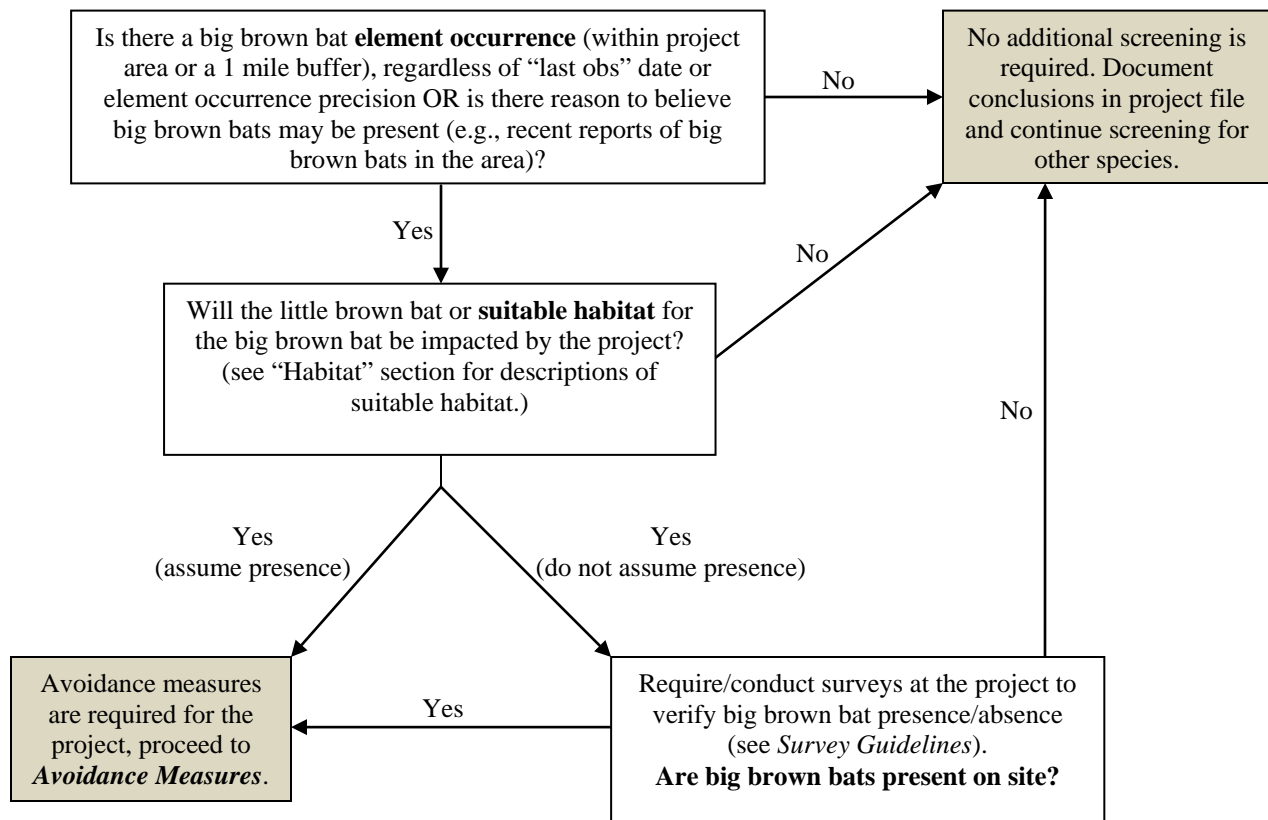 Is there a big brown bat element occurrence (within project
area or a 1 mile buffer), regardless of “last obs” date or
element occurrence precision OR is there reason to believe
big brown bats may be present (e.g., recent reports of big
brown bats in the area)?
No
No additional screening is
required. Document
conclusions in project file
and continue screening for
other species.
Yes
No
Will the little brown bat or suitable habitat for
the big brown bat be impacted by the project?
(see “Habitat” section for descriptions of
suitable habitat.)
No
Yes
(assume presence)
Yes
(do not assume presence)
Avoidance measures
are required for the
project, proceed to
Avoidance Measures.
Yes
Require/conduct surveys at the project to
verify big brown bat presence/absence
(see Survey Guidelines).
Are big brown bats present on site?